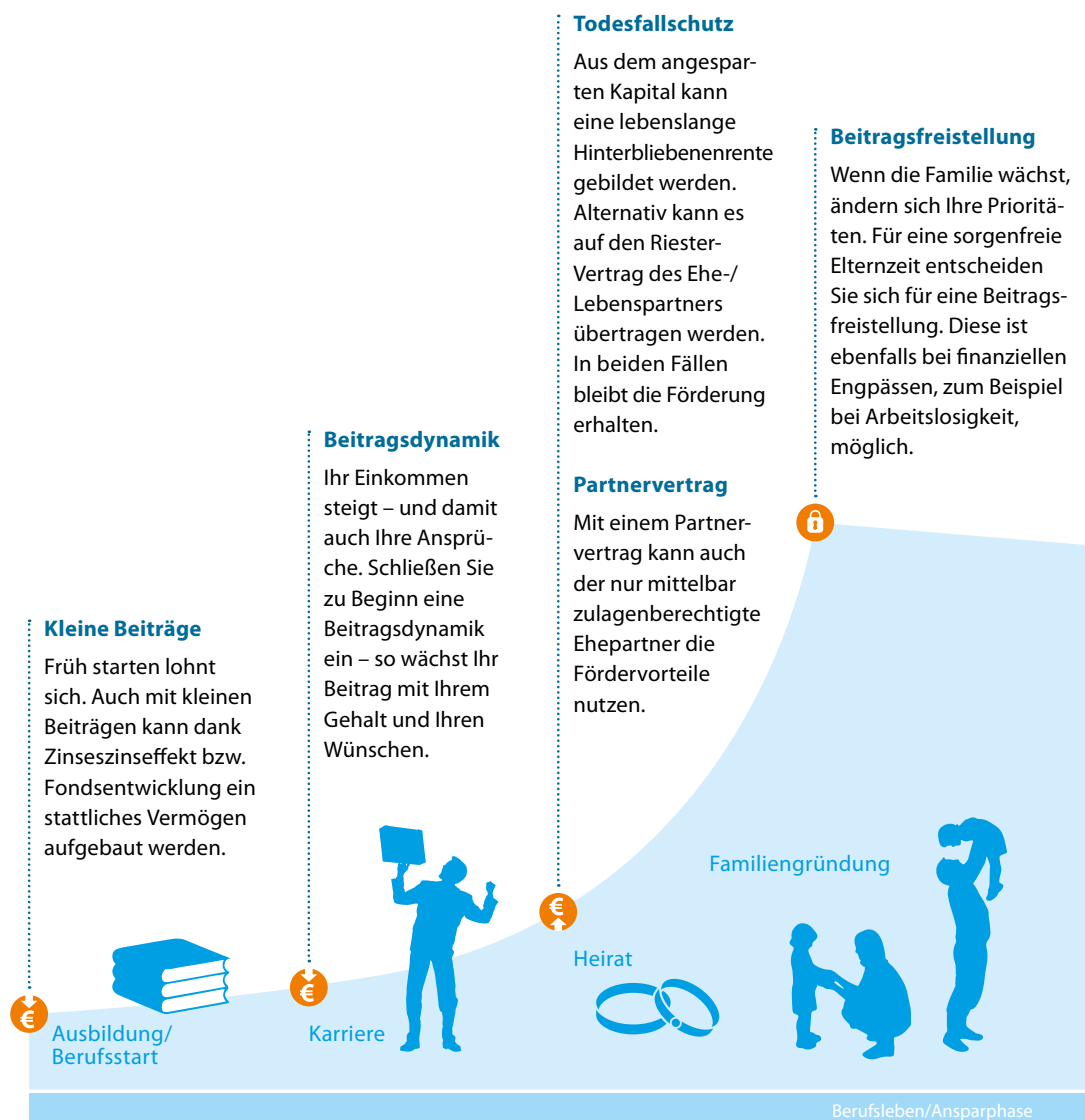 Todesfallschutz
Aus dem angespar-
ten Kapital kann
eine lebenslange
Hinterbliebenenrente
gebildet werden.
Alternativ kann es
auf den Riester-
Vertrag des Ehe-/
Lebenspartners
übertragen werden.
In beiden Fällen
bleibt die Förderung
erhalten.
Partnervertrag
Mit einem Partner-
vertrag kann auch
der nur mittelbar
zulagenberechtigte
Ehepartner die
Fördervorteile
nutzen.
Beitragsfreistellung
Wenn die Familie wächst,
ändern sich Ihre Prioritä-
ten. Für eine sorgenfreie
Elternzeit entscheiden
Sie sich für eine Beitrags-
freistellung. Diese ist
ebenfalls bei finanziellen
Engpässen, zum Beispiel
bei Arbeitslosigkeit,
möglich.
Beitragsdynamik
Ihr Einkommen
steigt – und damit
auch Ihre Ansprü-
che. Schließen Sie
zu Beginn eine
Beitragsdynamik
ein – so wächst Ihr
Beitrag mit Ihrem
Gehalt und Ihren
Wünschen.
Kleine Beiträge
Früh starten lohnt
sich. Auch mit kleinen
Beiträgen kann dank
Zinseszinseffekt bzw.
Fondsentwicklung ein
stattliches Vermögen
aufgebaut werden.
Familiengründung
€
Heirat
€
Karriere
€
Ausbildung/
Berufsstart
Berufsleben/Ansparphase